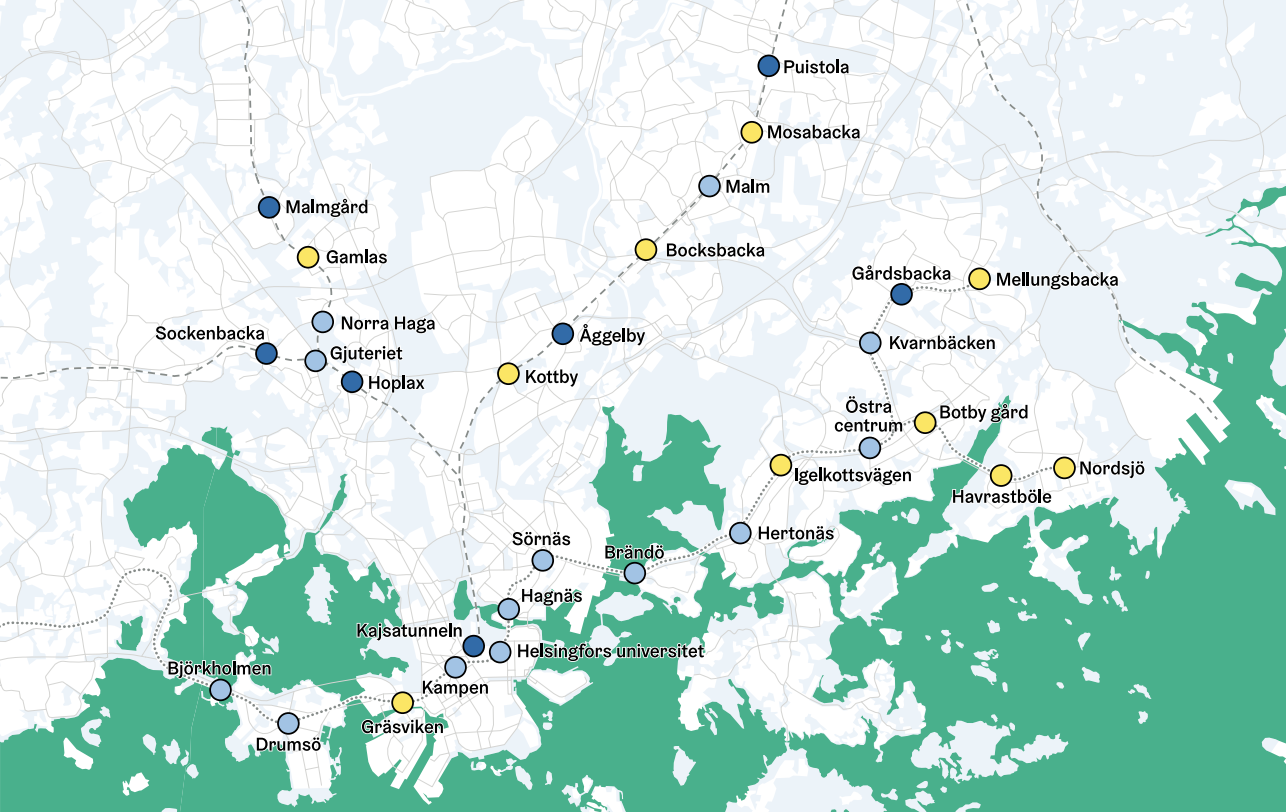 Puistola
Mosabacka
Malm
Malmgård
Bocksbacka
Gamlas
Gårdsbacka
Mellungsbacka
Norra Haga
Sockenbacka
Åggelby
Kvarnbäcken
Gjuteriet
Hoplax
Kottby
Östra
centrum
Botby gård
Igelkottsvägen
Nordsjö
Havrastböle
Hertonäs
Sörnäs
Brändö
Hagnäs
Kajsatunneln
Helsingfors universitet
Björkholmen
Kampen
Gräsviken
Drumsö